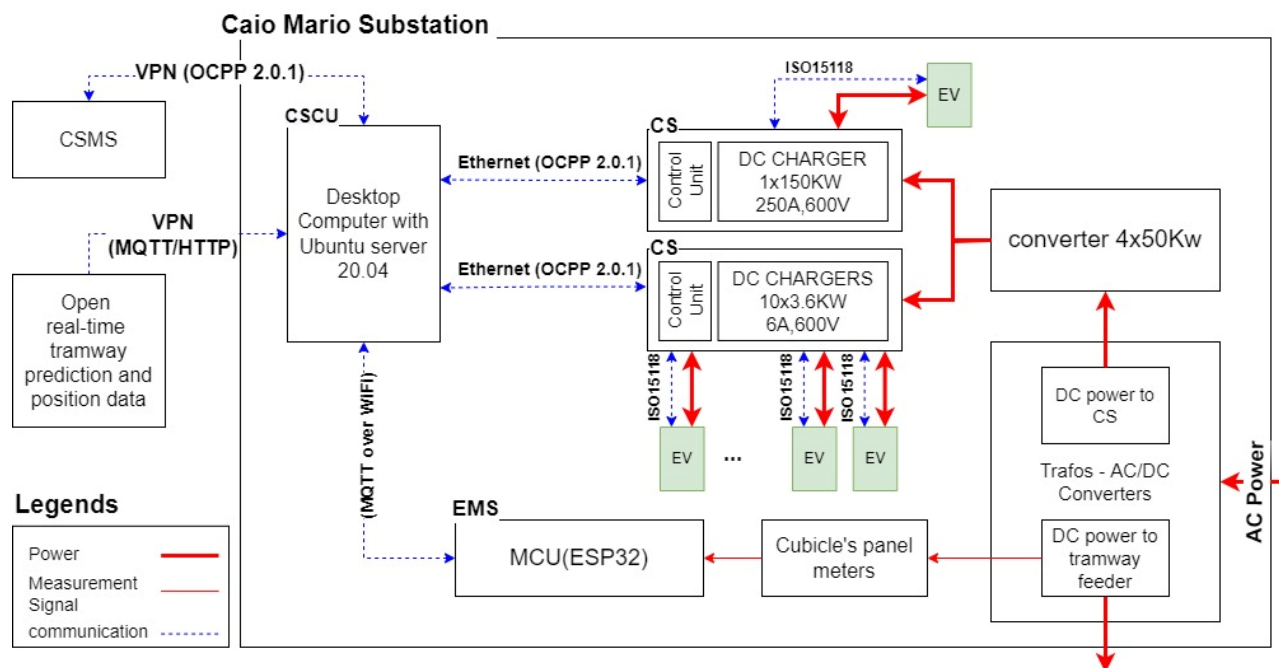 Caio Mario Substation
VPN (OCPP 2.0.1)
CSMS
VPN
(MQTT/HTTP)
Open
real-time
tramway
prediction and
position data
CSCU
Desktop
Computer with
Ubuntu server
20.04
Ethernet (OCPP 2.0.1)
Ethernet (OCPP 2.0.1)
ISO15118
EV
CS
Control
Unit
DC CHARGER
1x150KW
250A,600V
CS
Control
Unit
DC CHARGERS
10x3.6KW
6A,600V
converter 4x50Kw
ISO15118
ISO15118
ISO15118
EV
...
EV
EV
DC power to
CS
Trafos - AC/DC
Converters
DC power to
tramway
feeder
AC Power
(MQTT over WIFI)
EMS
MCU(ESP32)
Cubicle's panel
meters
Legends
Power
Measurement
Signal
communication